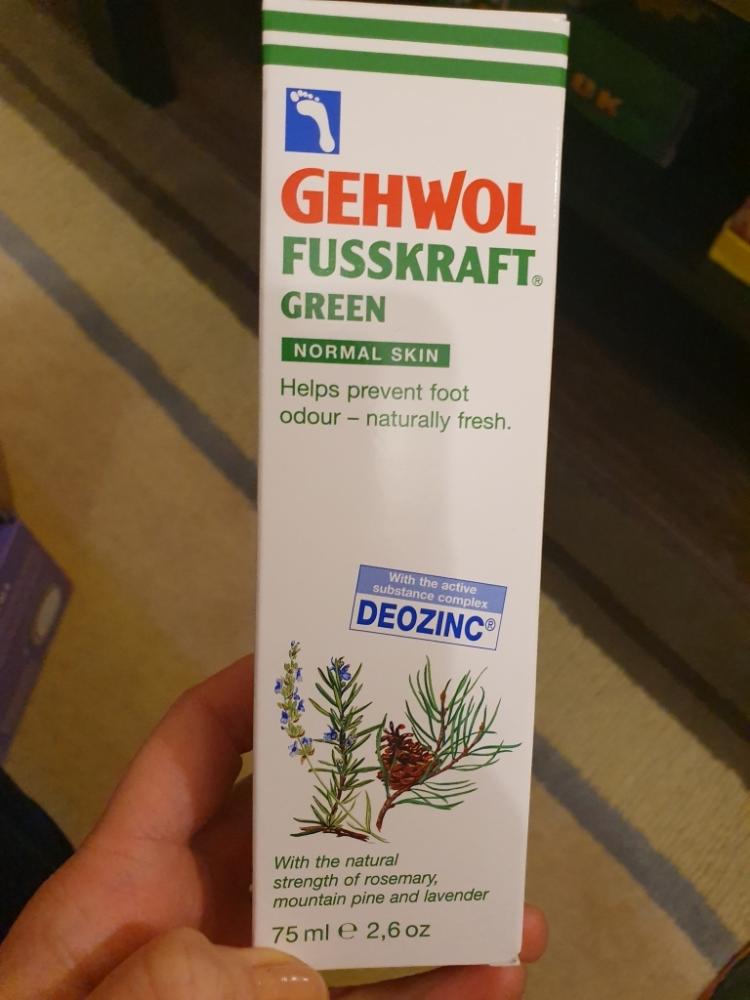 GEHWOL
FUSSKRAFT®
GREEN
NORMAL SKIN
Helps prevent foot
odour – naturally fresh.
With the active
substance complex
DEOZINC®
With the natural
strength of rosemary,
mountain pine and lavender
75 ml ℮ 2,6 oz